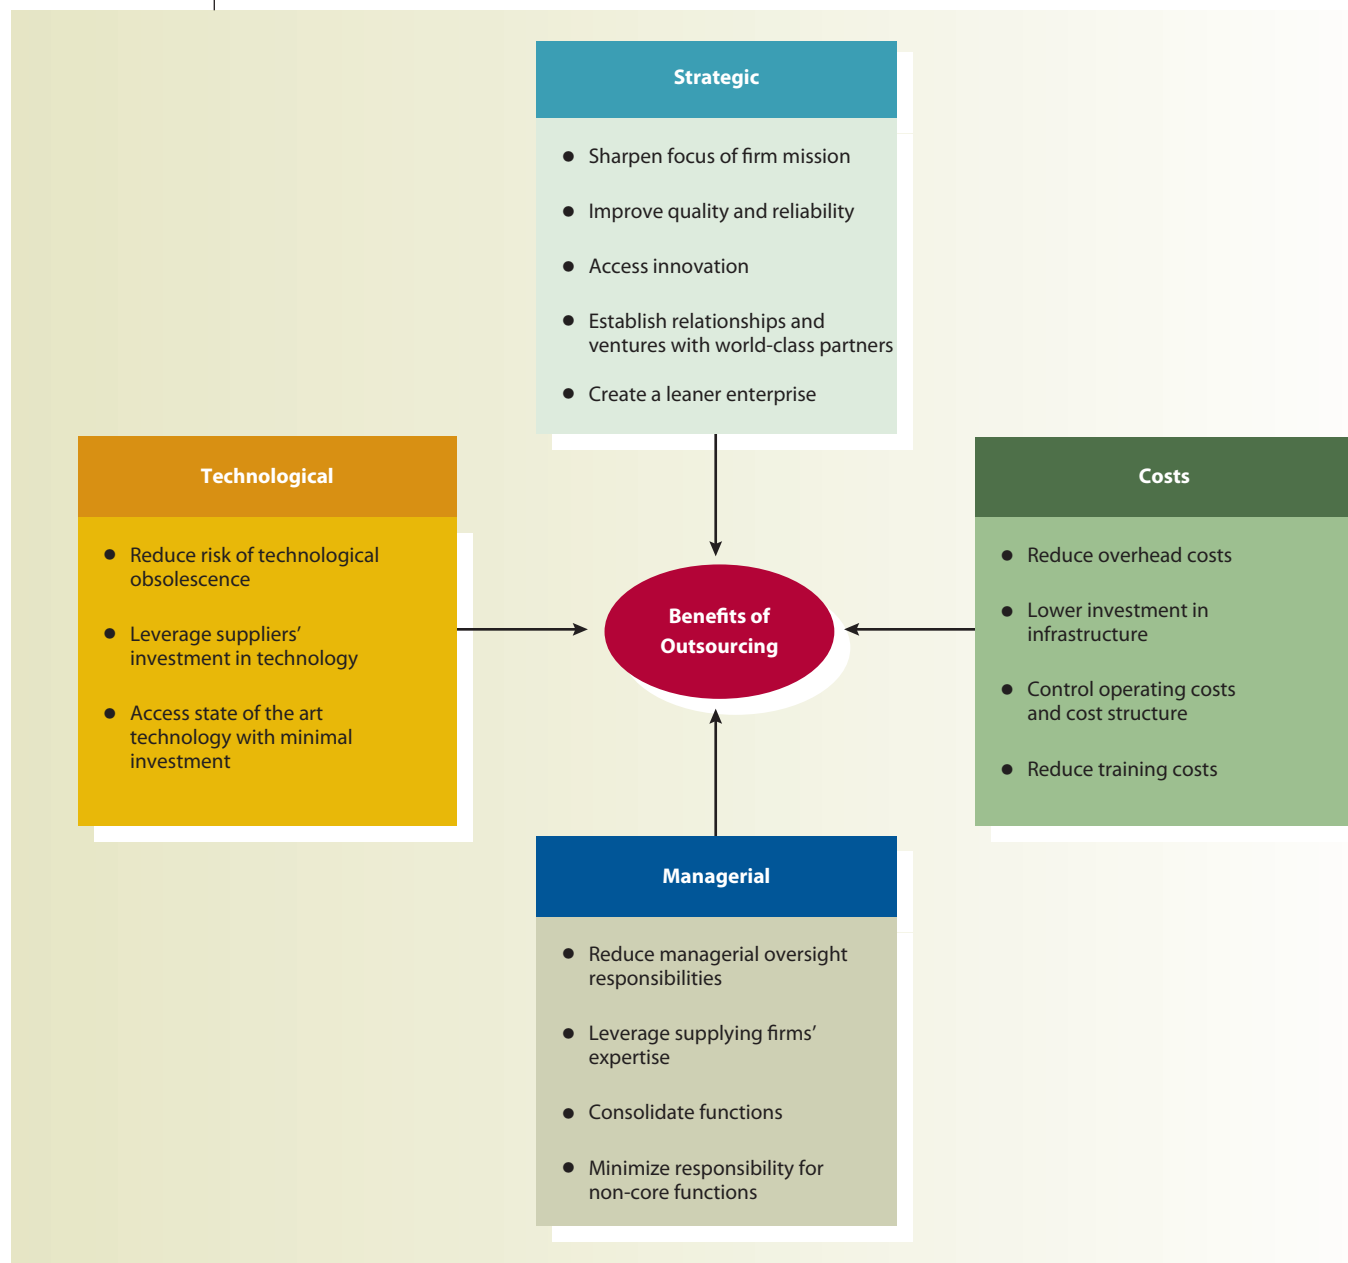 Strategic
● Sharpen focus of firm mission
● Improve quality and reliability
● Access innovation
● Establish relationships and
ventures with world-class partners
● Create a leaner enterprise
Technological
● Reduce risk of technological
obsolescence
● Leverage suppliers’
investment in technology
● Access state of the art
technology with minimal
investment
Benefits of
Outsourcing
Costs
● Reduce overhead costs
● Lower investment in
infrastructure
● Control operating costs
and cost structure
● Reduce training costs
Managerial
● Reduce managerial oversight
responsibilities
● Leverage supplying firms’
expertise
● Consolidate functions
● Minimize responsibility for
non-core functions